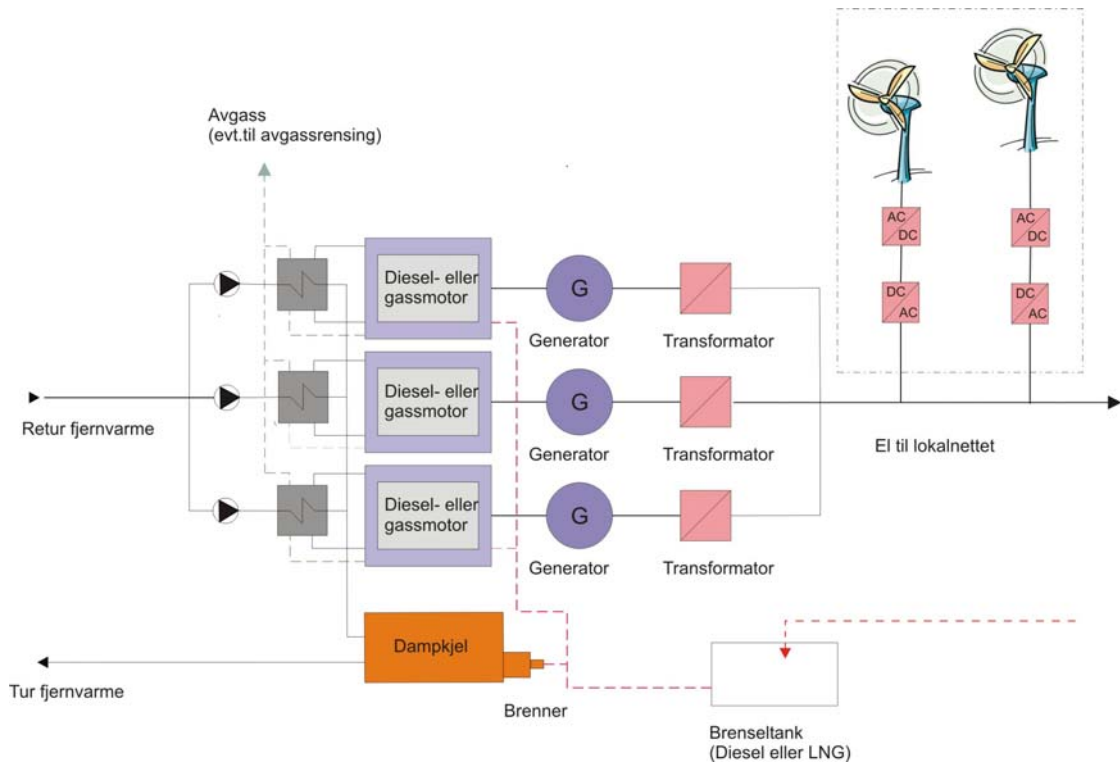 Avgass
(evt.til avgassrensing)
AC
DC
AC
DC
DC
AC
DC
AC
Diesel- eller
gassmotor
G
Generator
Transformator
Retur fjernvarme
Diesel- eller
gassmotor
G
Generator
Transformator
El til lokalnettet
Diesel- eller
gassmotor
G
Generator
Transformator
Dampkjel
Tur fjernvarme
Brenner
Brenseltank
(Diesel eller LNG)